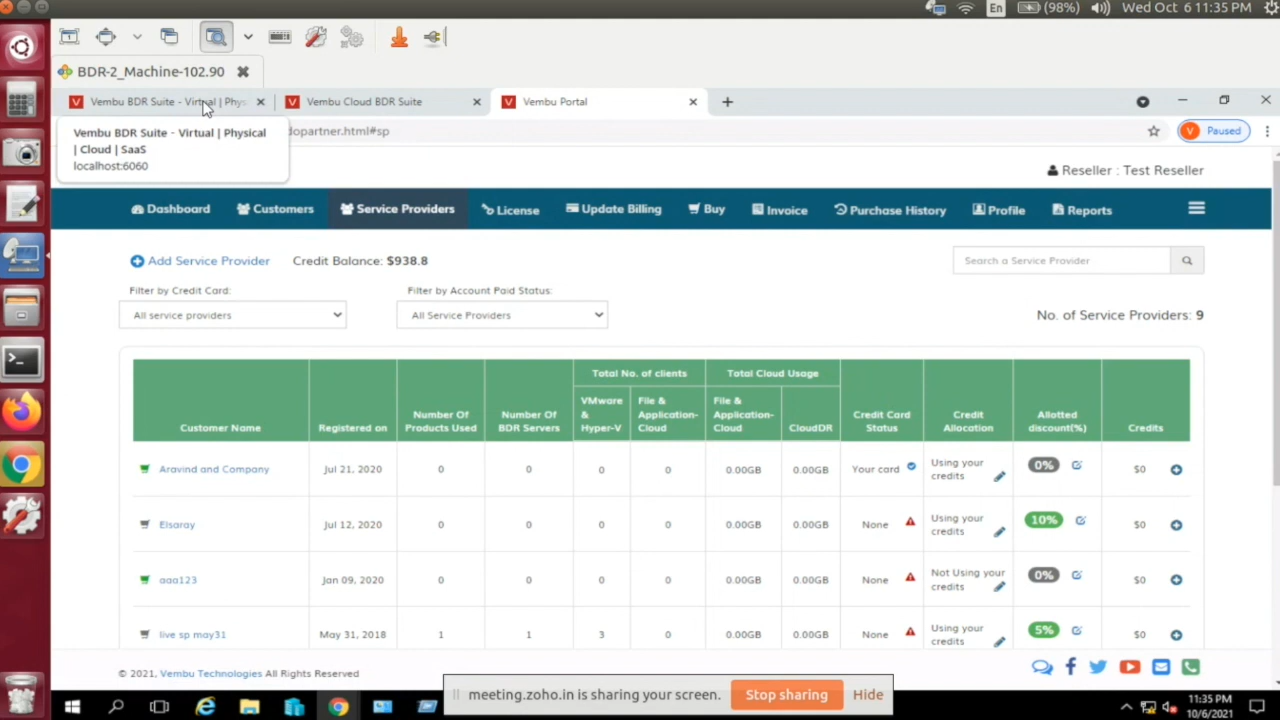 En
(98%)
Wed Oct 6 11:35 PM
BDR-2_Machine-102.90
Vembu BDR Suite - Virtual | Phys
Vembu Cloud BDR Suite
Vembu Portal
Vembu BDR Suite - Virtual | Physical
| Cloud | SaaS
localhost:6060
dopartner.html#sp
V Paused
Reseller : Test Reseller
Dashboard
Customers
Service Providers
License
Update Billing
Buy
Invoice
Purchase History
Profile
Reports
Add Service Provider
Credit Balance: $938.8
Search a Service Provider
Filter by Credit Card:
Filter by Account Paid Status:
All service providers
All Service Providers
No. of Service Providers: 9
Total No. of clients
Total Cloud Usage
Customer Name
Registered on
Number Of
Products Used
Number Of
BDR Servers
VMware
&
Hyper-V
File &
Application-
Cloud
File &
Application-
Cloud
CloudDR
Credit Card
Status
Credit
Allocation
Allotted
discount(%)
Credits
Aravind and Company
Jul 21, 2020
0
0
0
0
0.00GB
0.00GB
Your card
Using your
credits
0%
$0
Elsaray
Jul 12, 2020
0
0
0
0
0.00GB
0.00GB
None
Using your
credits
10%
$0
aaa123
Jan 09, 2020
0
0
0
0
0.00GB
0.00GB
None
Not Using your
credits
0%
$0
live sp may31
May 31, 2018
1
1
3
0
0.00GB
0.00GB
None
Using your
credits
5%
$0
© 2021, Vembu Technologies All Rights Reserved
meeting.zoho.in is sharing your screen.
Stop sharing
Hide
11:35 PM
10/6/2021